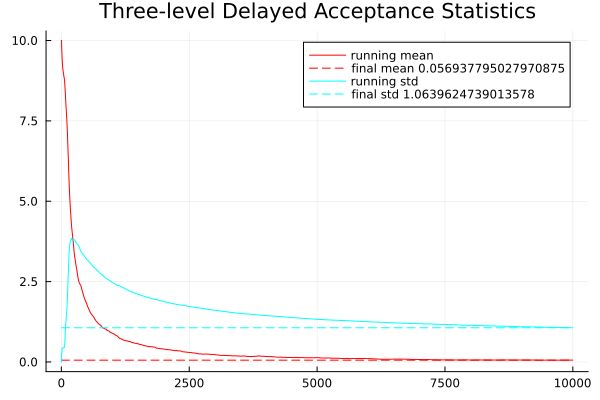 Three-level Delayed Acceptance Statistics
10.0
7.5
5.0
2.5
0.0
running mean
final mean 0.056937795027970875
running std
final std 1.0639624739013578
0
2500
5000
7500
10000